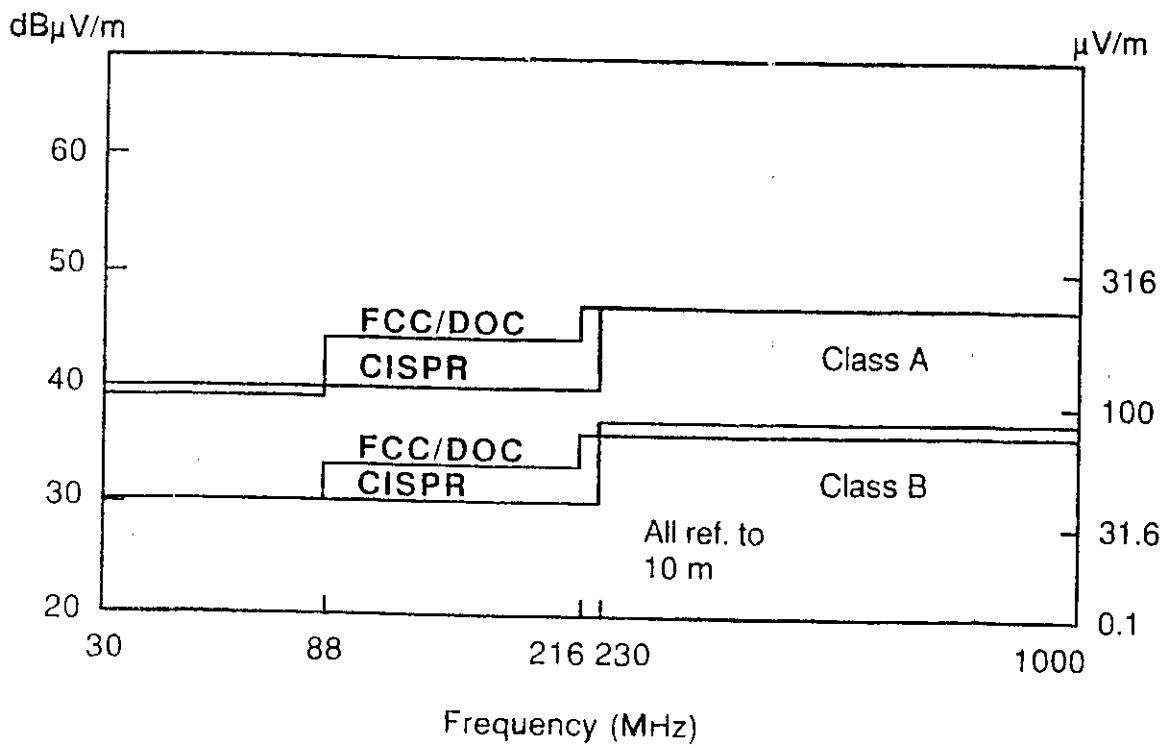 dBµV/m
µV/m
60
50
316
FCC/DOC
CISPR
Class A
40
100
FCC/DOC
CISPR
Class B
30
All ref. to
10 m
31.6
20
0.1
30
88
216 230
1000
Frequency (MHz)